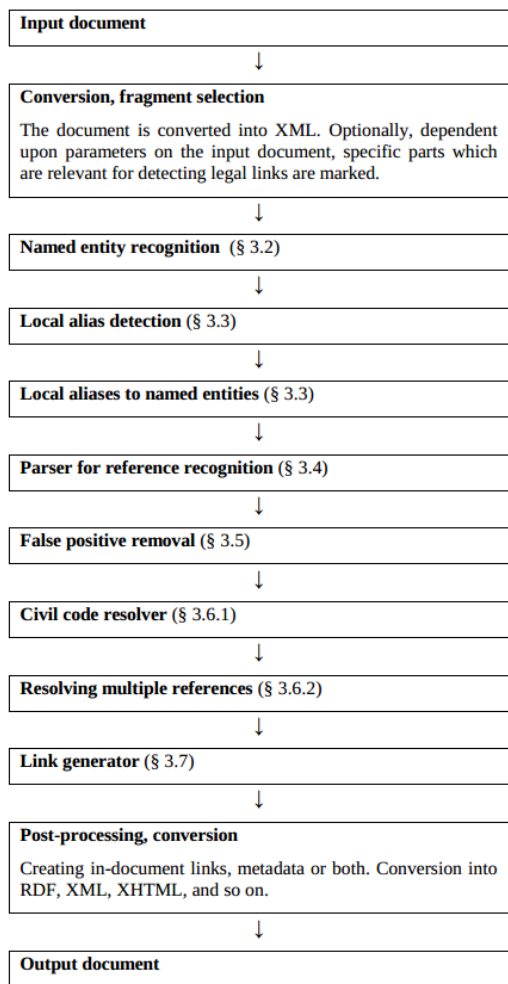 Input document
↓
Conversion, fragment selection
The document is converted into XML. Optionally, dependent
upon parameters on the input document, specific parts which
are relevant for detecting legal links are marked.
↓
Named entity recognition (§ 3.2)
↓
Local alias detection (§ 3.3)
↓
Local aliases to named entities (§ 3.3)
↓
Parser for reference recognition (§ 3.4)
↓
False positive removal (§ 3.5)
↓
Civil code resolver (§ 3.6.1)
↓
Resolving multiple references (§ 3.6.2)
↓
Link generator (§ 3.7)
↓
Post-processing, conversion
Creating in-document links, metadata or both. Conversion into
RDF, XML, XHTML, and so on.
↓
Output document